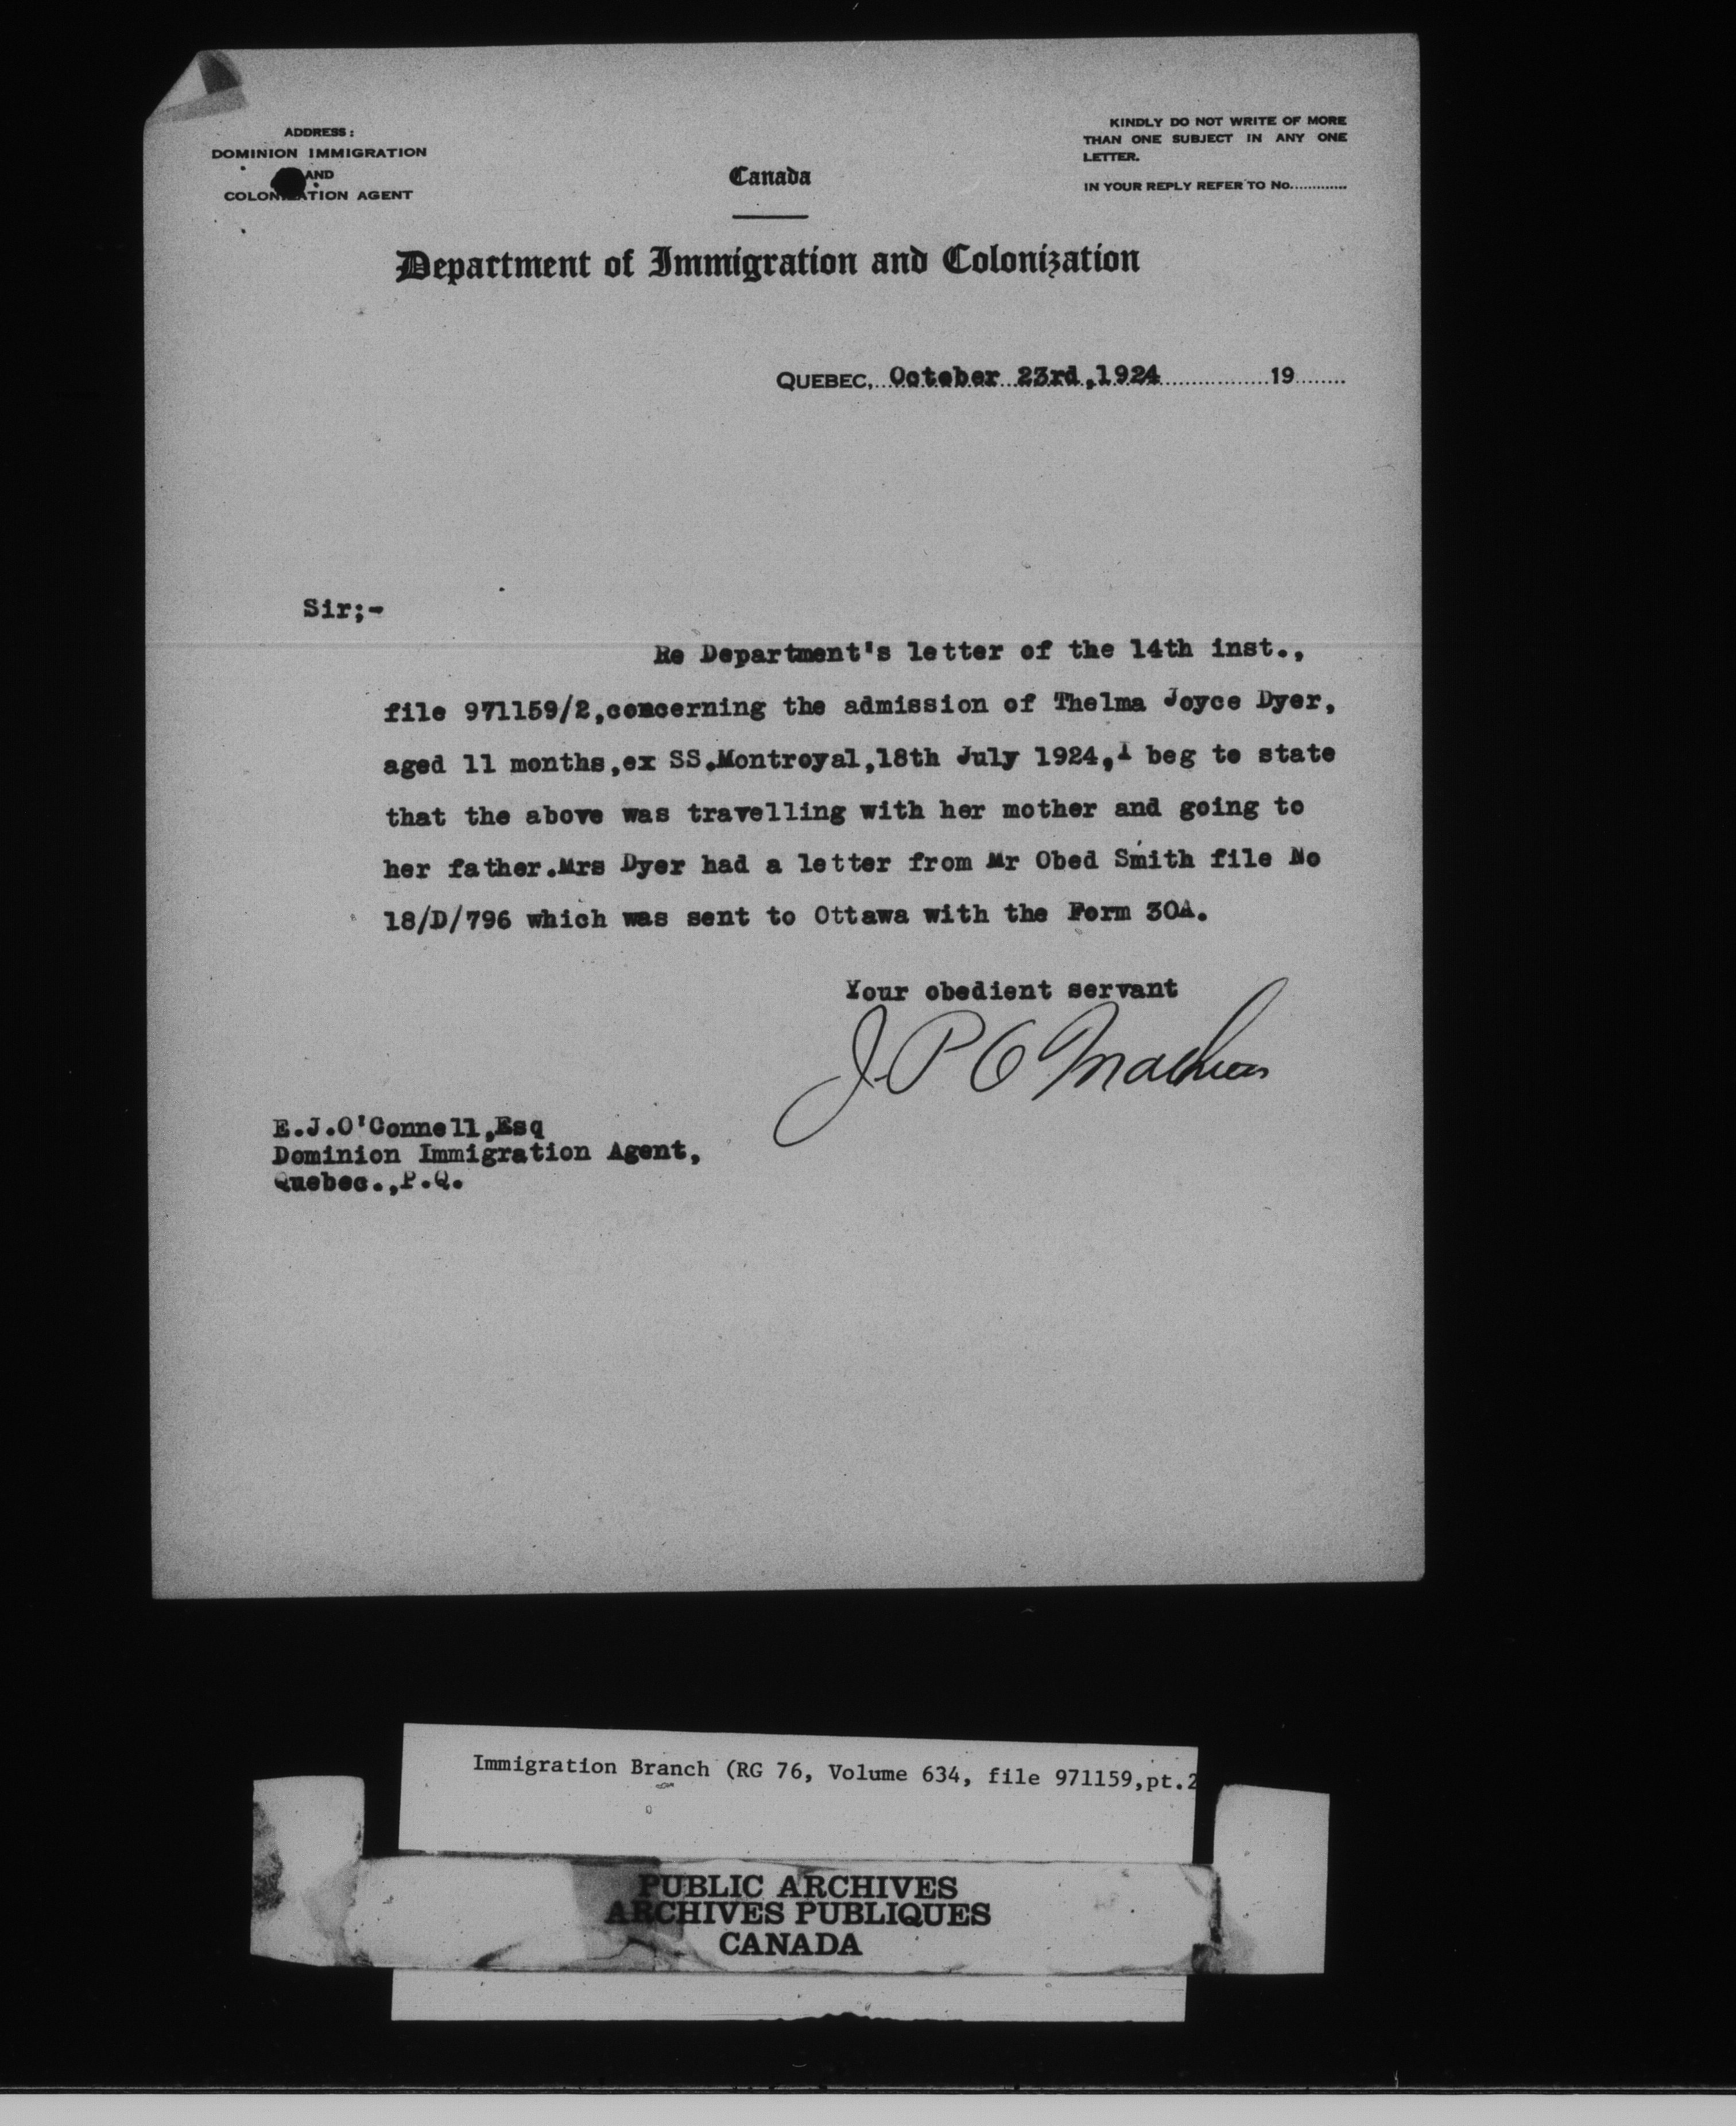 ADDRESS:
DOMINION IMMIGRATION
AND
COLONIZATION AGENT
KINDLY DO NOT WRITE OF MORE
THAN ONE SUBJECT IN ANY ONE
LETTER.
IN YOUR REPLY REFER TO No.............
Canada
Department of Immigration and Colonization
QUEBEC, October 23rd,1924 19
Sir;-
Re Department's letter of the 14th inst.,
file 971159/2,concerning the admission of Thelma Joyce Dyer,
aged 11 months,ex SS.Montroyal,18th July 1924,I beg to state
that the above was travelling with her mother and going to
her father.Mrs Dyer had a letter from Mr Obed Smith file No
18/D/796 which was sent to Ottawa with the Form 30A.
Your obedient servant
J P O
E.J.O'Connell,Esq
Dominion Immigration Agent,
Quebec.,P.Q.
Immigration Branch (RG 76, Volume 634, file 971159,pt.2
PUBLIC ARCHIVES
ARCHIVES PUBLIQUES
CANADA